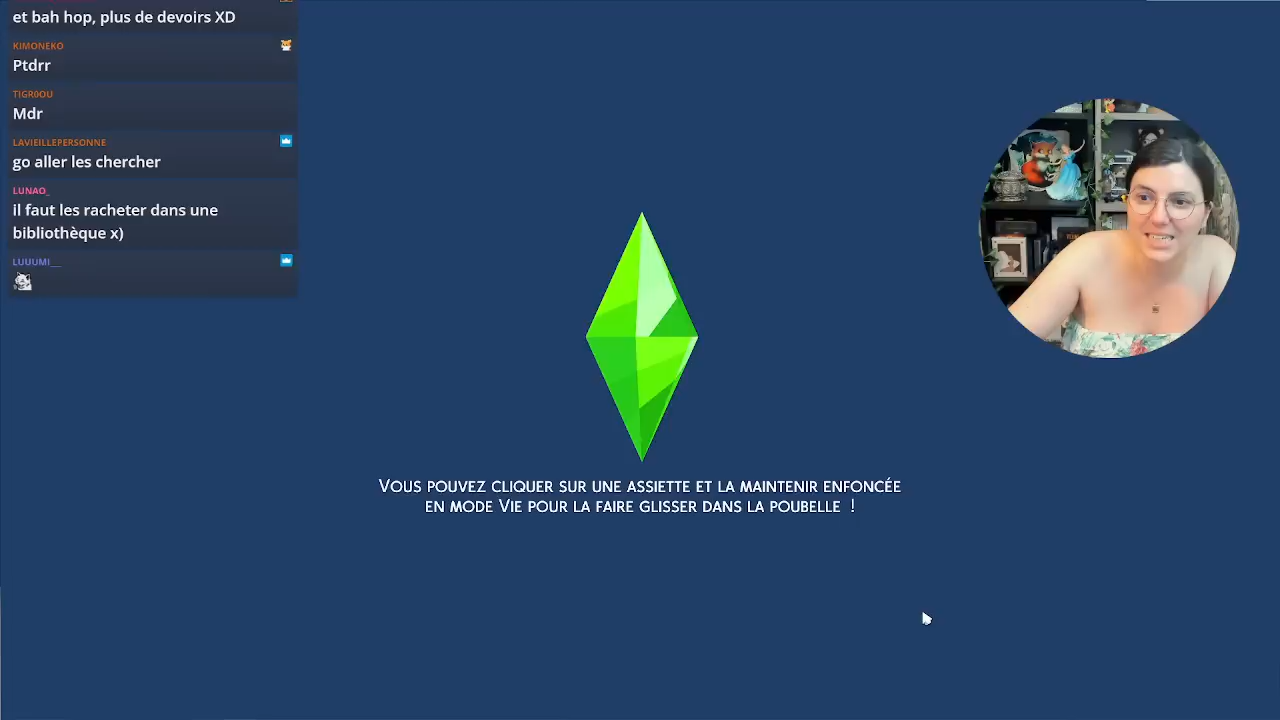 et bah hop, plus de devoirs XD
KIMONEKO
Ptdrr
TIGR0OU
Mdr
LAVIEILLEPERSONNE
go aller les chercher
LUNAO_
il faut les racheter dans une
bibliothèque x)
LUUUMI__
VOUS POUVEZ CLIQUER SUR UNE ASSIETTE ET LA MAINTENIR ENFONCÉE
EN MODE VIE POUR LA FAIRE GLISSER DANS LA POUBELLE !